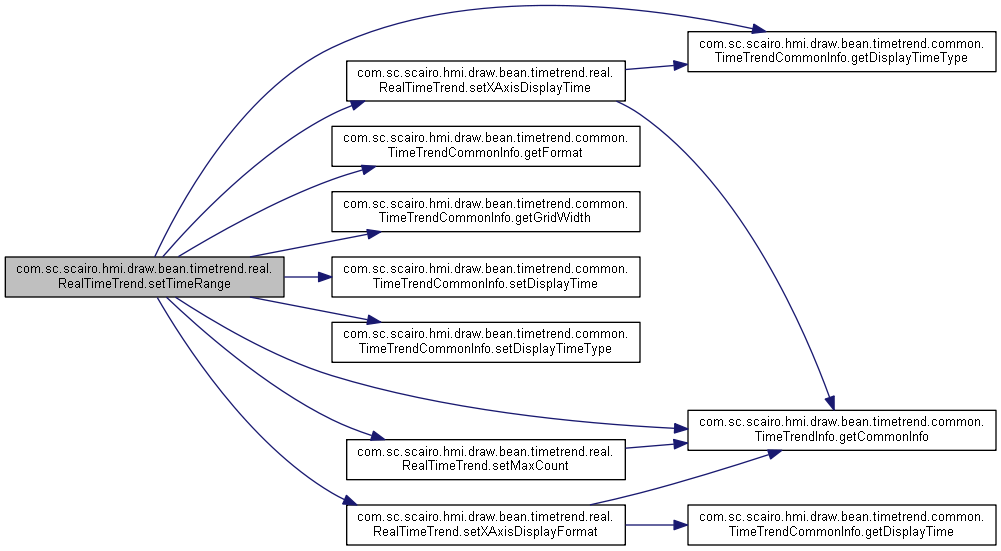 com.sc.scairo.hmi.draw.bean.timetrend.real.
RealTimeTrend.setTimeRange
com.sc.scairo.hmi.draw.bean.timetrend.real.
RealTimeTrend.setXAxisDisplayTime
com.sc.scairo.hmi.draw.bean.timetrend.common.
TimeTrendCommonInfo.getFormat
com.sc.scairo.hmi.draw.bean.timetrend.common.
TimeTrendCommonInfo.getGridWidth
com.sc.scairo.hmi.draw.bean.timetrend.common.
TimeTrendCommonInfo.setDisplayTime
com.sc.scairo.hmi.draw.bean.timetrend.common.
TimeTrendCommonInfo.setDisplayTimeType
com.sc.scairo.hmi.draw.bean.timetrend.real.
RealTimeTrend.setMaxCount
com.sc.scairo.hmi.draw.bean.timetrend.real.
RealTimeTrend.setXAxisDisplayFormat
com.sc.scairo.hmi.draw.bean.timetrend.common.
TimeTrendCommonInfo.getDisplayTimeType
com.sc.scairo.hmi.draw.bean.timetrend.common.
TimeTrendInfo.getCommonInfo
com.sc.scairo.hmi.draw.bean.timetrend.common.
TimeTrendCommonInfo.getDisplayTime